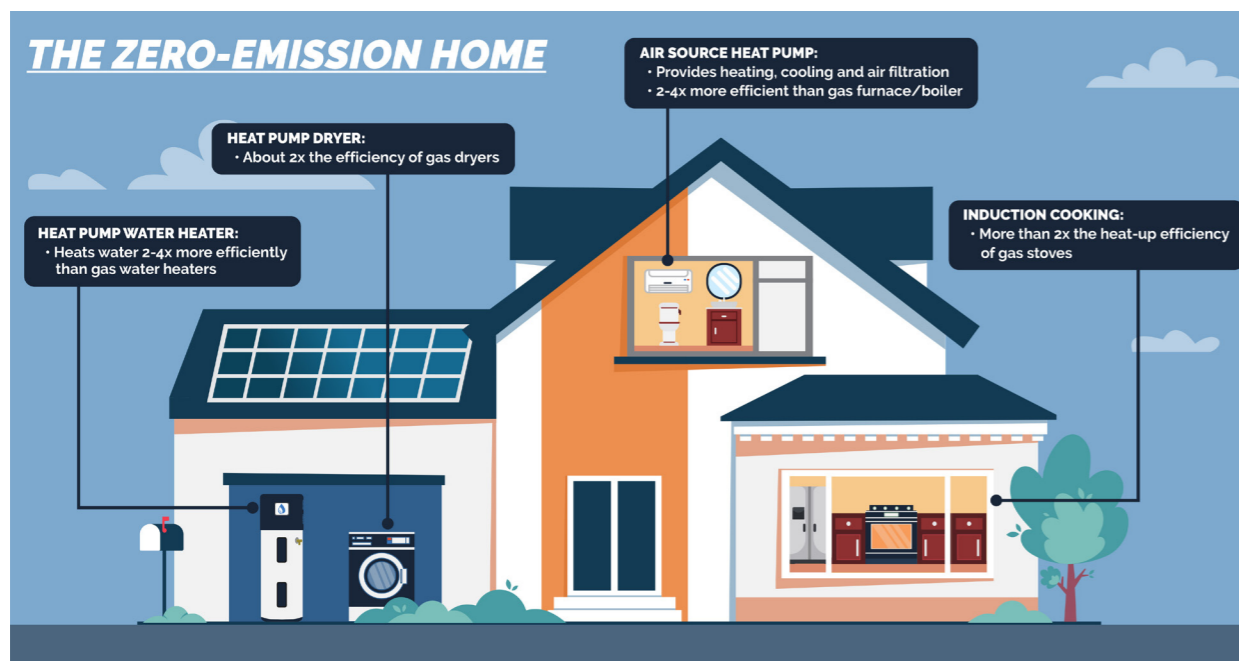 THE ZERO-EMISSION HOME
AIR SOURCE HEAT PUMP:
• Provides heating, cooling and air filtration
• 2-4x more efficient than gas furnace/boiler
HEAT PUMP DRYER:
• About 2x the efficiency of gas dryers
HEAT PUMP WATER HEATER:
• Heats water 2-4x more efficiently
than gas water heaters
INDUCTION COOKING:
• More than 2x the heat-up efficiency
of gas stoves